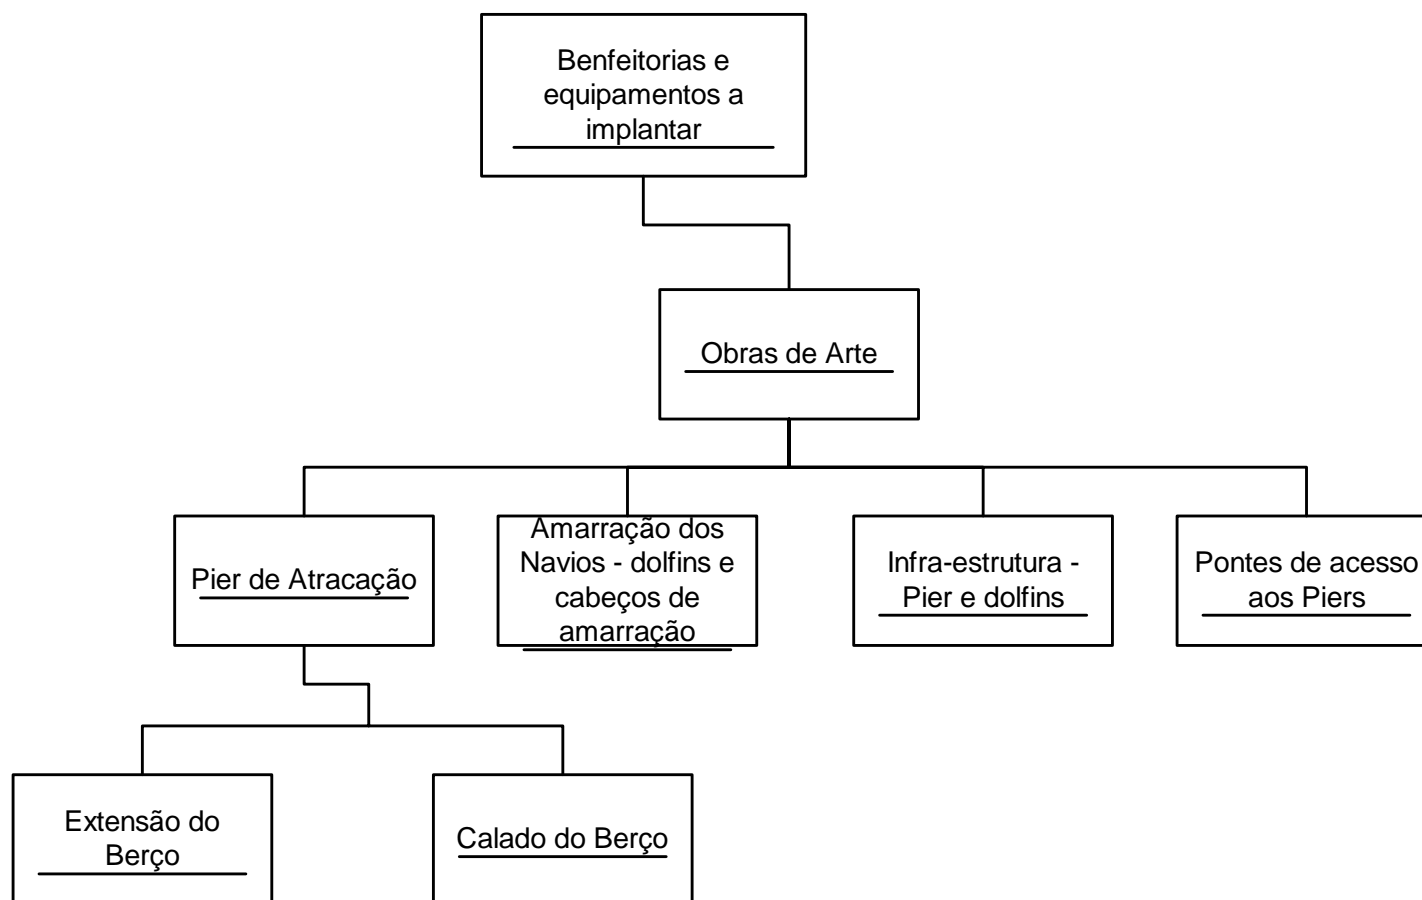 Benfeitorias e
equipamentos a
implantar
Obras de Arte
Pier de Atracação
Amarração dos
Navios - dolfins e
cabeços de
amarração
Infra-estrutura -
Pier e dolfins
Pontes de acesso
aos Piers
Extensão do
Berço
Calado do Berço